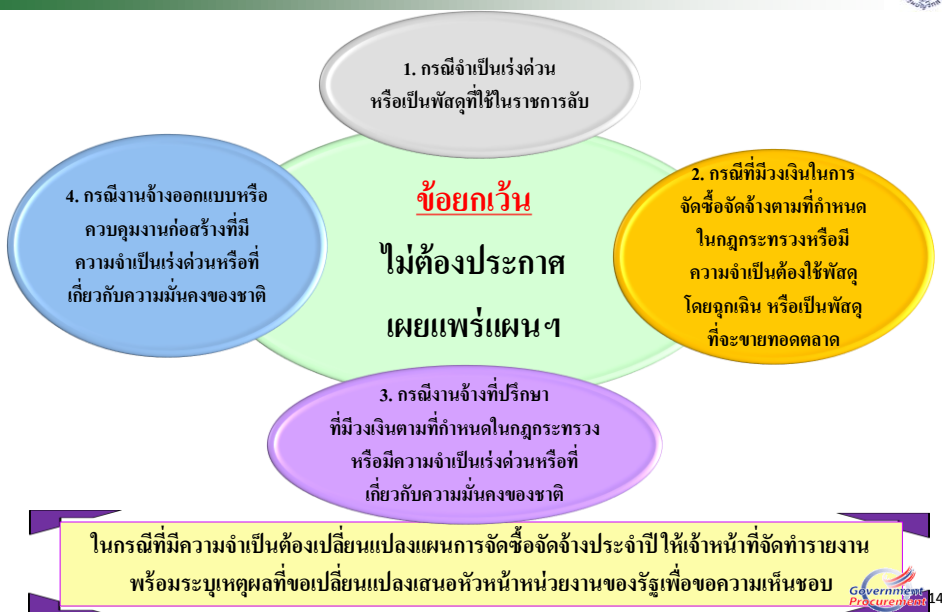 1. กรณีจำเป็นเร่งด่วน
หรือเป็นพัสดุที่ใช้ในราชการลับ
ข้อยกเว้น
ไม่ต้องประกาศ
เผยแพร่แผนฯ
2. กรณีที่มีวงเงินในการ
จัดซื้อจัดจ้างตามที่กำหนด
ในกฎกระทรวงหรือมี
ความจำเป็นต้องใช้พัสดุ
โดยฉุกเฉิน หรือเป็นพัสดุ
ที่จะขายทอดตลาด
3. กรณีงานจ้างที่ปรึกษา
ที่มีวงเงินตามที่กำหนดในกฎกระทรวง
หรือมีความจำเป็นเร่งด่วนหรือที่
เกี่ยวกับความมั่นคงของชาติ
4. กรณีงานจ้างออกแบบหรือ
ควบคุมงานก่อสร้างที่มี
ความจำเป็นเร่งด่วนหรือที่
เกี่ยวกับความมั่นคงของชาติ
ในกรณีที่มีความจำเป็นต้องเปลี่ยนแปลงแผนการจัดซื้อจัดจ้างประจำปี ให้เจ้าหน้าที่จัดทำรายงาน
พร้อมระบุเหตุผลที่ขอเปลี่ยนแปลงเสนอหัวหน้าหน่วยงานของรัฐเพื่อขอความเห็นชอบ
Government
Procurement
14